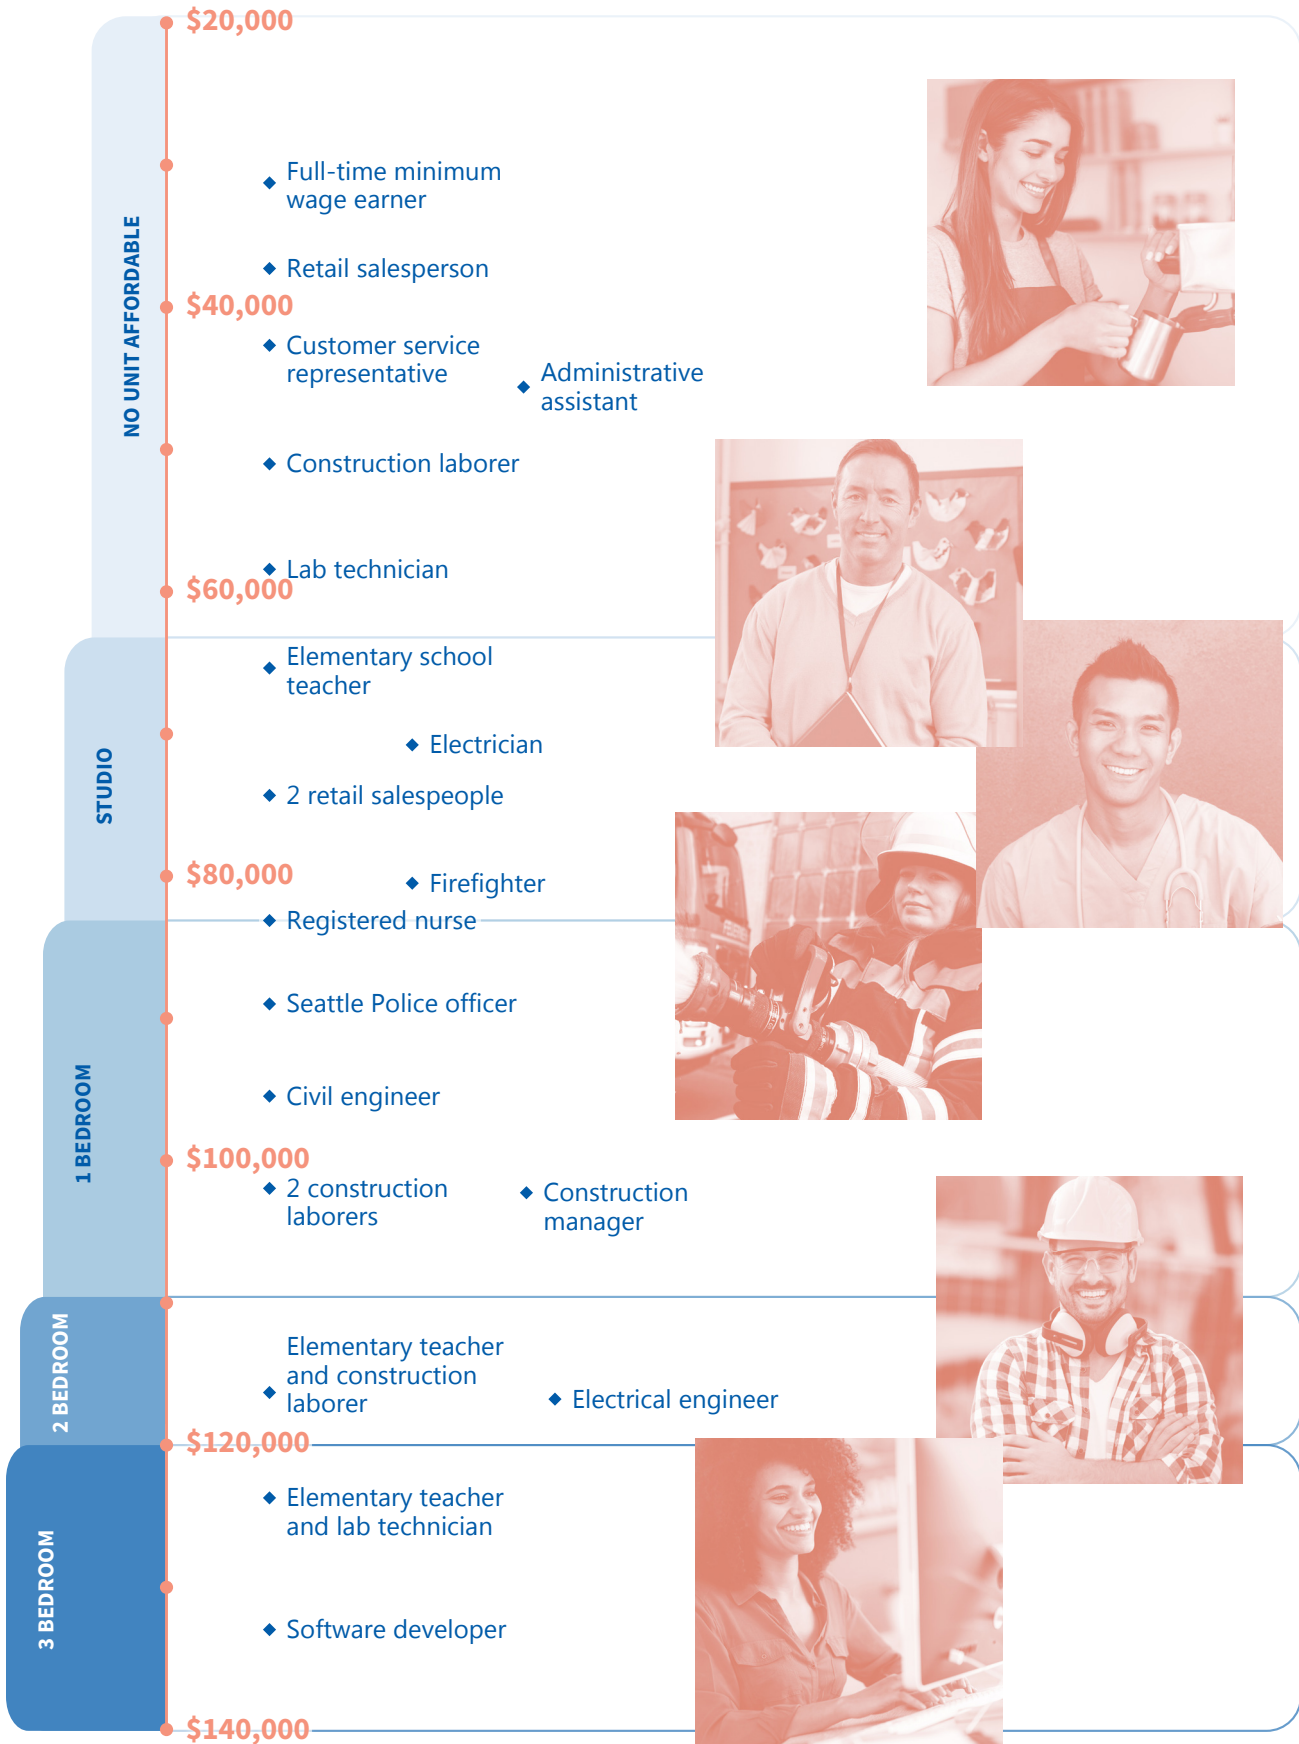 $20,000
Full-time minimum
wage earner
Retail salesperson
NO UNIT AFFORDABLE
$40,000
Customer service
representative
Administrative
assistant
Construction laborer
Lab technician
$60,000
Elementary school
teacher
Electrician
STUDIO
2 retail salespeople
$80,000
Firefighter
Registered nurse
Seattle Police officer
Civil engineer
1 BEDROOM
$100,000
2 construction
laborers
Construction
manager
2 BEDROOM
Elementary teacher
and construction
laborer
Electrical engineer
$120,000
Elementary teacher
and lab technician
3 BEDROOM
Software developer
$140,000